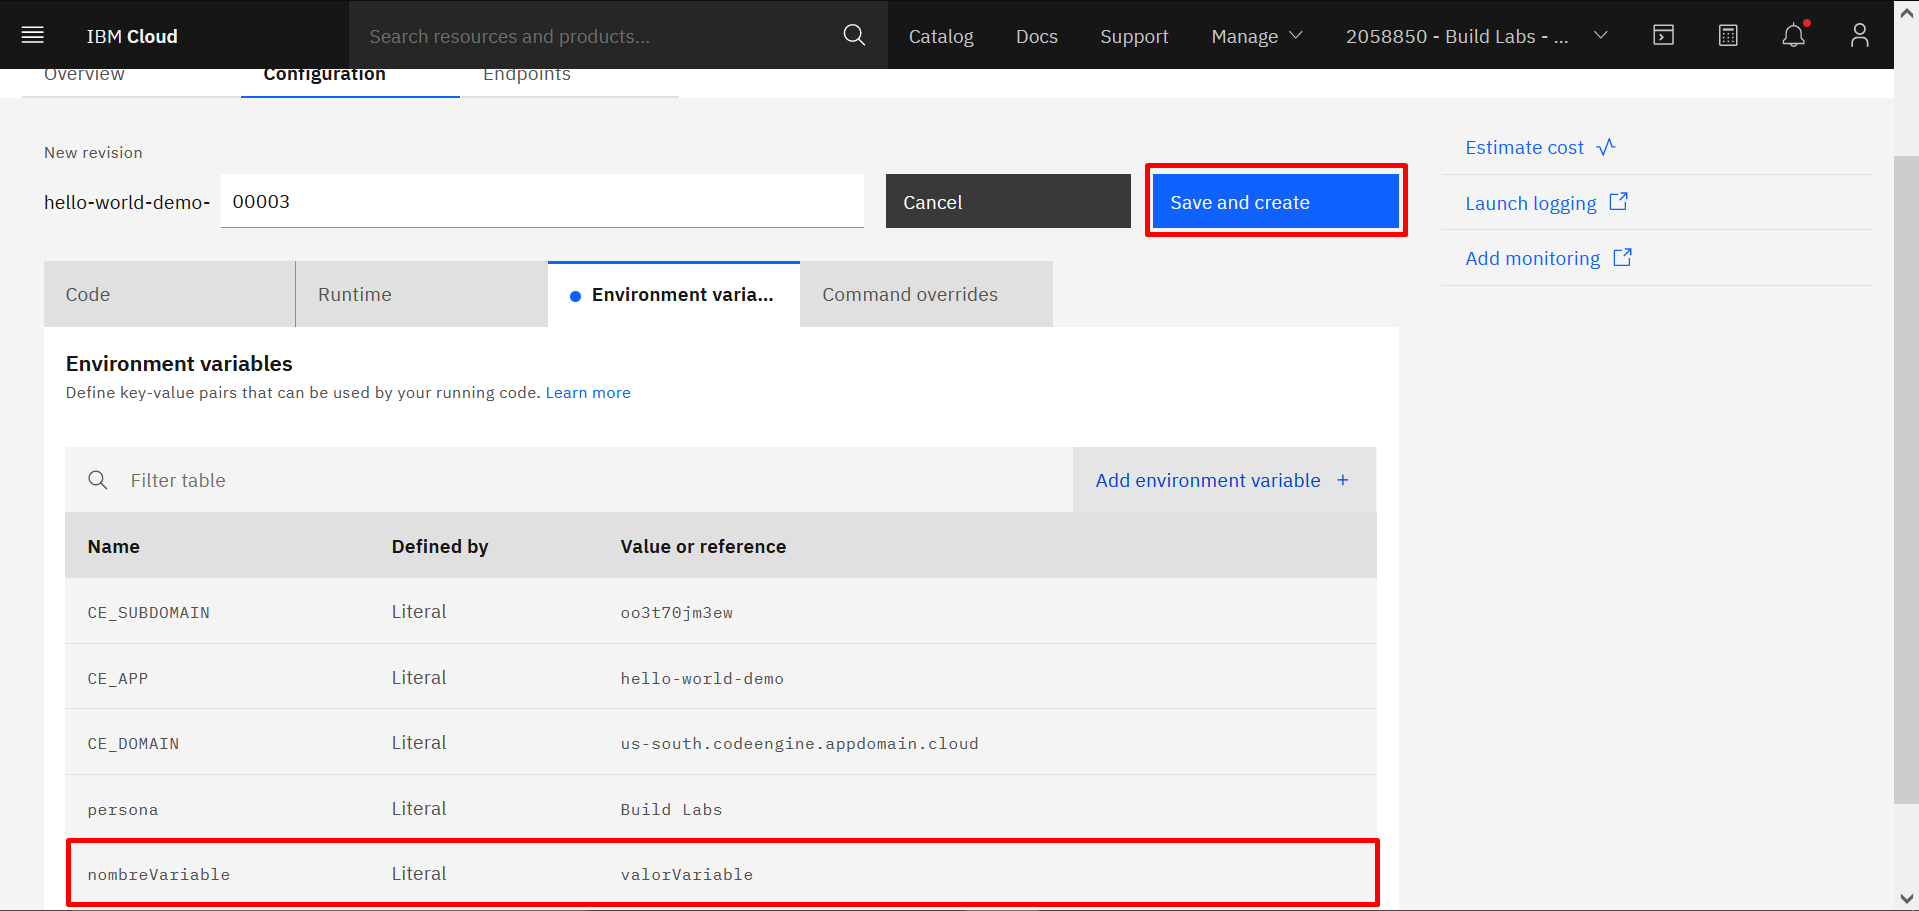 IBM Cloud
Search resources and products...
Catalog
Docs
Support
Manage
2058850 - Build Labs - ...
Overview
Configuration
Endpoints
New revision
hello-world-demo-
00003
Cancel
Save and create
Estimate cost
Launch logging
Add monitoring
Code
Runtime
Environment varia...
Command overrides
Environment variables
Define key-value pairs that can be used by your running code. Learn more
Filter table
Add environment variable +
Name Defined by Value or reference
CE_SUBDOMAIN Literal oo3t70jm3ew
CE_APP Literal hello-world-demo
CE_DOMAIN Literal us-south.codeengine.appdomain.cloud
persona Literal Build Labs
nombreVariable Literal valorVariable